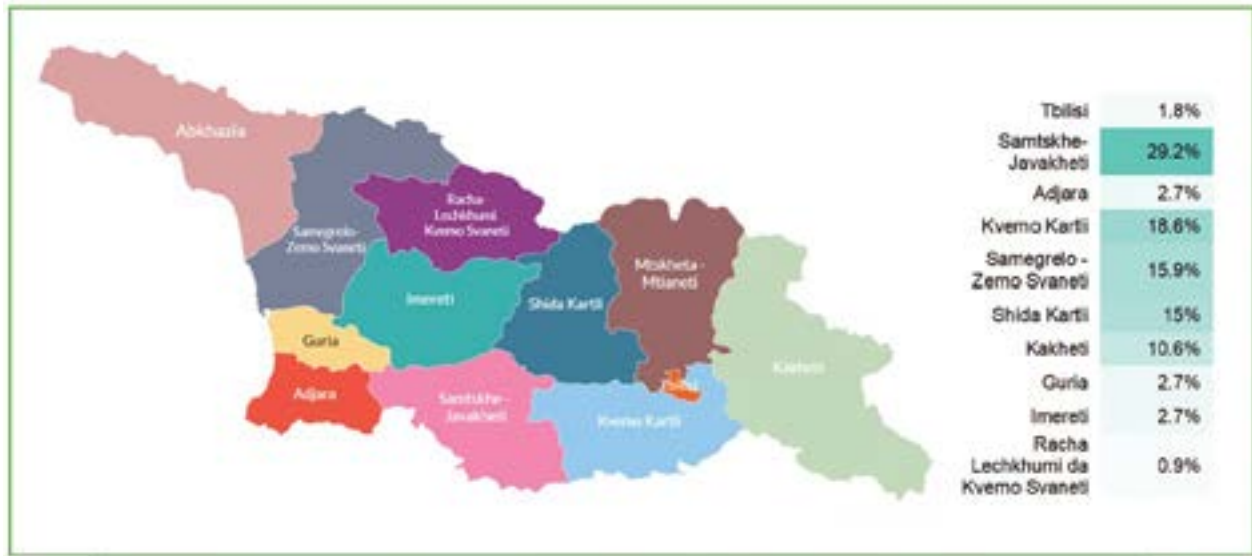 Abkhazia
Samegrelo-
Zemo Svaneti
Racha
Lechkhumi
Kvemo Svaneti
Imereti
Shida Kartli
Mtskheta -
Mtianeti
Kakheti
Guria
Adjara
Samtskhe-
Javakheti
Kvemo Kartli
Tbilisi 1.8%
Samtskhe-
Javakheti 29.2%
Adjara 2.7%
Kvemo Kartli 18.6%
Samegrelo -
Zemo Svaneti 15.9%
Shida Kartli 15%
Kakheti 10.6%
Guria 2.7%
Imereti 2.7%
Racha
Lechkhumi da 0.9%
Kvemo Svaneti